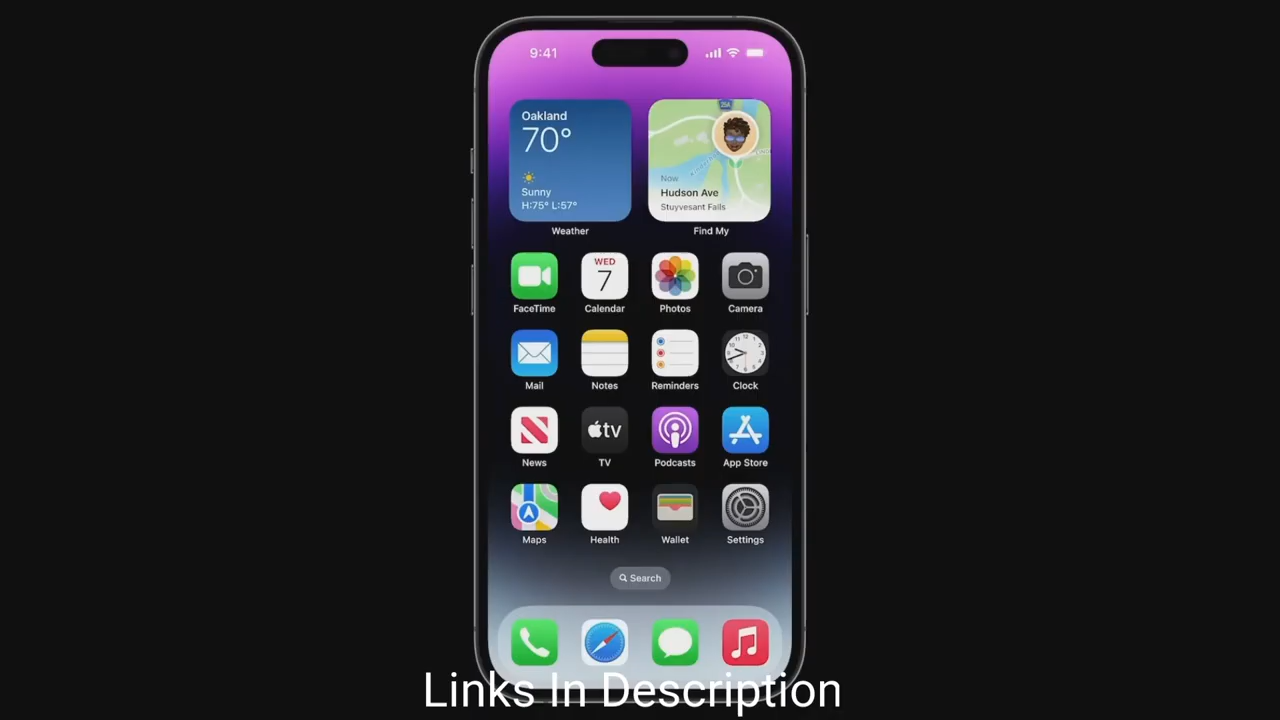 9:41
Oakland
70°
Sunny
H:75° L:57°
Weather
25A
Now
Hudson Ave
Stuyvesant Falls
Find My
FaceTime
WED
7
Calendar
Photos
Camera
Mail
Notes
Reminders
Clock
News
tv
TV
Podcasts
App Store
Maps
Health
Wallet
Settings
Search
Links In Description